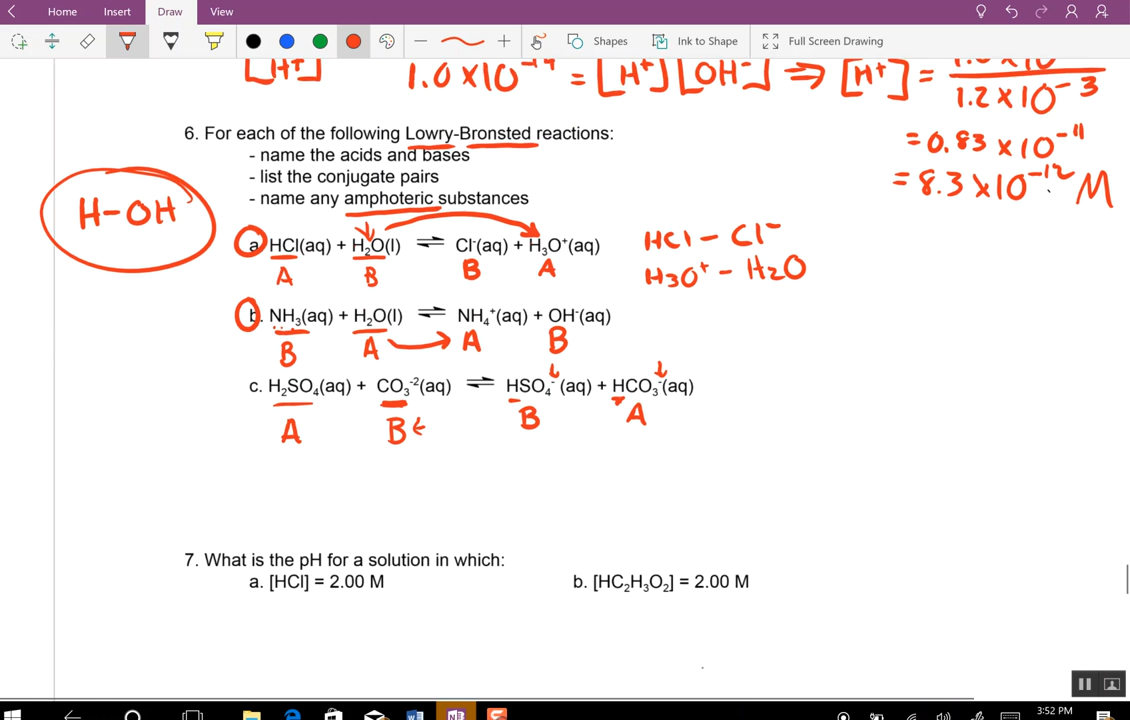 Home Insert Draw View
Shapes Ink to Shape Full Screen Drawing
[H+] 1.0 x 10⁻¹⁴ = [H+][OH⁻] ⇒ [H+] =
1.2 x 10⁻³
= 0.83 x 10⁻¹¹
= 8.3 x 10⁻¹² M
6. For each of the following Lowry-Bronsted reactions:
- name the acids and bases
- list the conjugate pairs
- name any amphoteric substances
H-OH
a. HCl(aq) + H₂O(l) ⇌ Cl⁻(aq) + H₃O⁺(aq)
A B B A
HCl - Cl⁻
H3O⁺ - H2O
b. NH₃(aq) + H₂O(l) ⇌ NH₄⁺(aq) + OH⁻(aq)
B A A B
c. H₂SO₄(aq) + CO₃⁻²(aq) ⇌ HSO₄⁻ (aq) + HCO₃⁻(aq)
A B B A
7. What is the pH for a solution in which:
a. [HCl] = 2.00 M b. [HC₂H₃O₂] = 2.00 M
3:52 PM